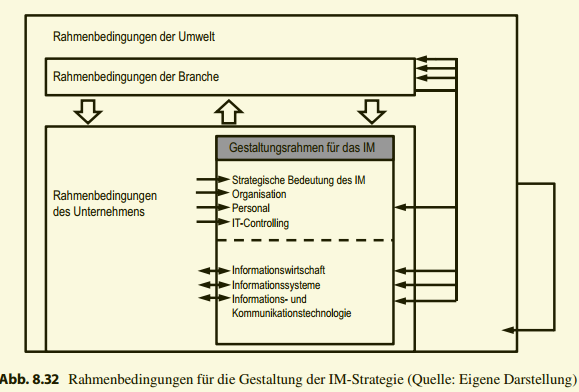 Rahmenbedingungen der Umwelt
Rahmenbedingungen der Branche
Gestaltungsrahmen für das IM
Rahmenbedingungen
des Unternehmens
Strategische Bedeutung des IM
Organisation
Personal
IT-Controlling
Informationswirtschaft
Informationssysteme
Informations- und
Kommunikationstechnologie
Abb. 8.32 Rahmenbedingungen für die Gestaltung der IM-Strategie (Quelle: Eigene Darstellung)